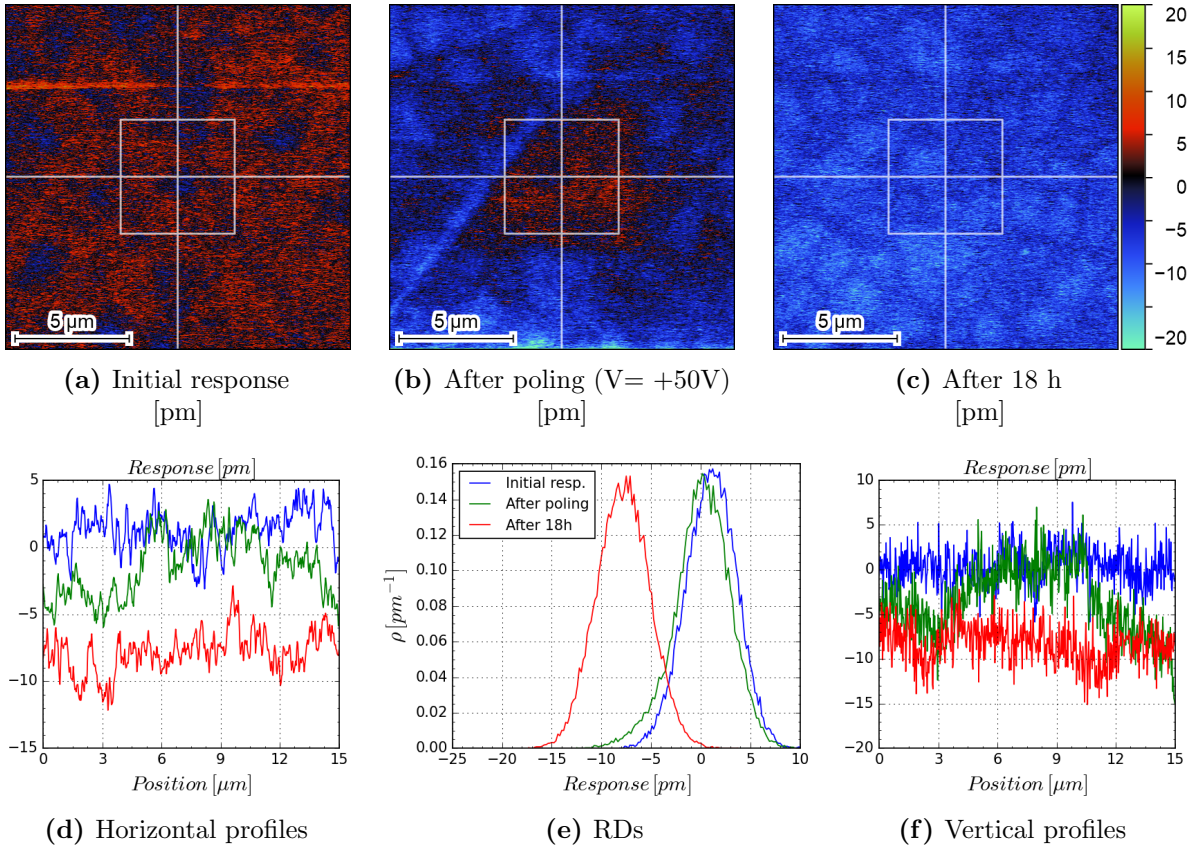 20
15
10
5
0
−5
−10
−15
−20
5 µm
5 µm
5 µm
(a) Initial response
[pm]
(b) After poling (V= +50V)
[pm]
(c) After 18 h
[pm]
Response [pm]
5
0
−5
−10
−15
0 3 6 9 12 15
Position [µm]
(d) Horizontal profiles
0.16
0.14
0.12
0.10
0.08
0.06
0.04
0.02
0.00
ρ [pm⁻¹]
Initial resp.
After poling
After 18h
−25 −20 −15 −10 −5 0 5 10
Response [pm]
(e) RDs
Response [pm]
10
5
0
−5
−10
−15
−20
0 3 6 9 12 15
Position [µm]
(f) Vertical profiles